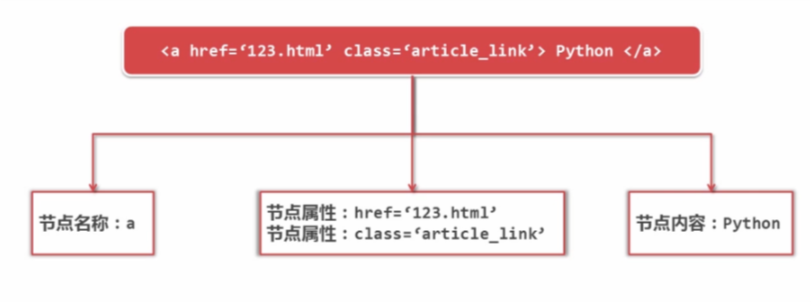 <a href=‘123.html’ class=‘article_link’> Python </a>
节点名称：a
节点属性：href=‘123.html’
节点属性：class=‘article_link’
节点内容：Python